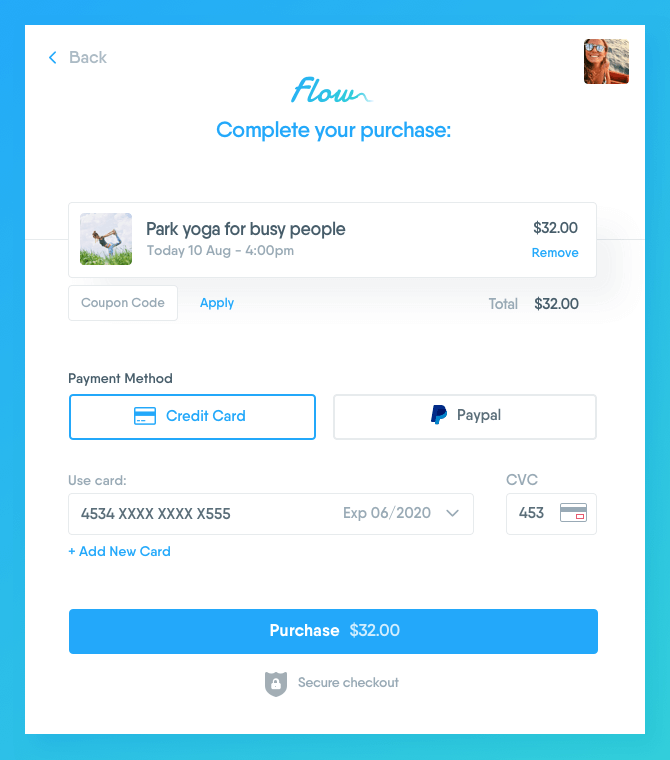 Back
flow
Complete your purchase:
Park yoga for busy people
$32.00
Today 10 Aug - 4:00pm
Remove
Coupon Code
Apply
Total $32.00
Payment Method
Credit Card
Paypal
Use card:
CVC
4534 XXXX XXXX X555
Exp 06/2020
453
+ Add New Card
Purchase $32.00
Secure checkout